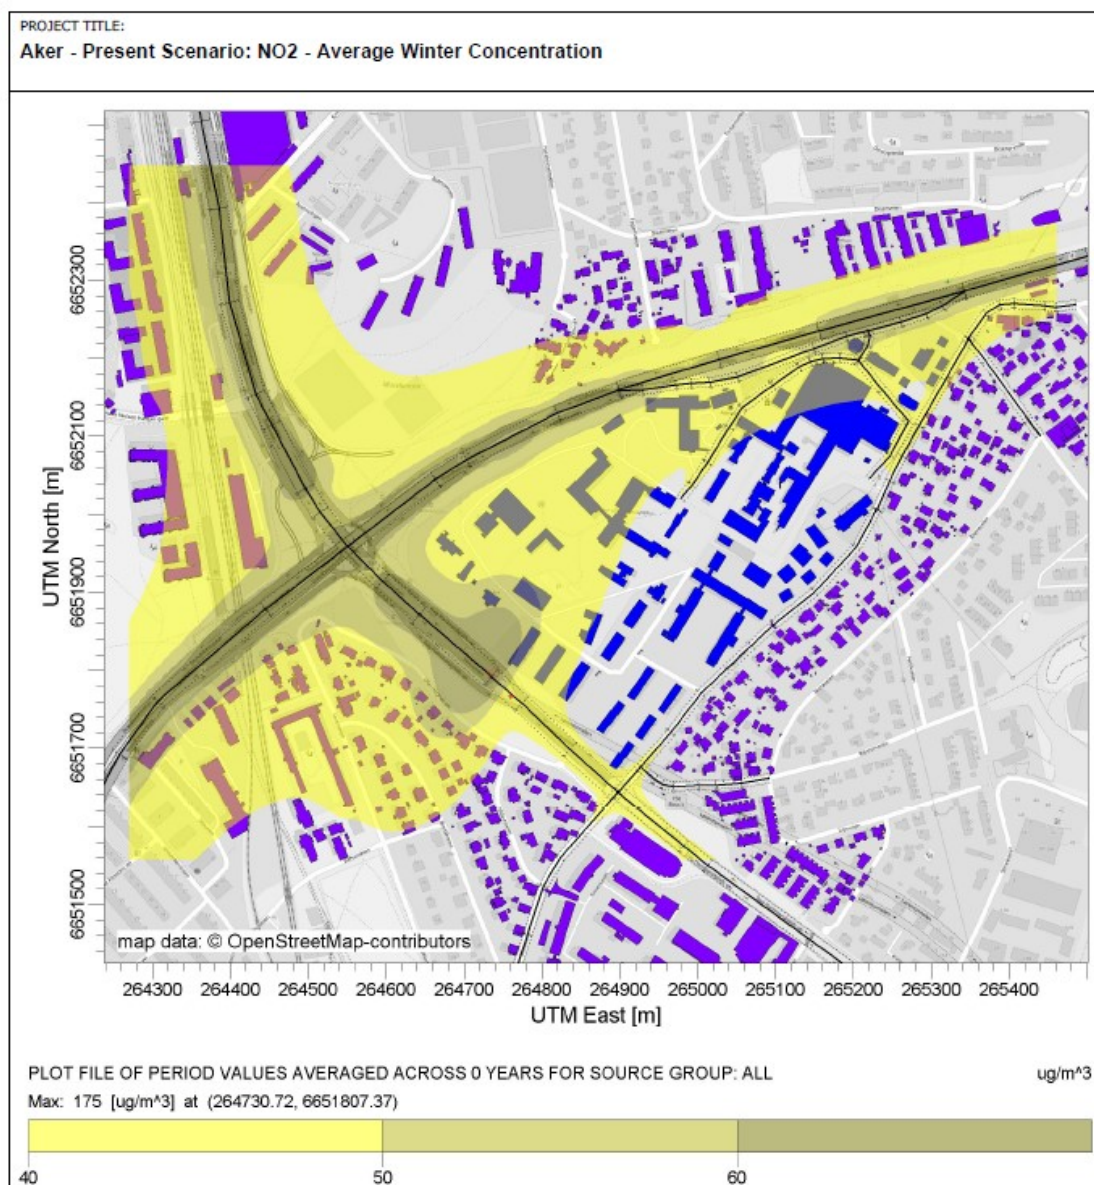 PROJECT TITLE:
Aker - Present Scenario: NO2 - Average Winter Concentration
UTM North [m]
6652300
6652100
6651900
6651700
6651500
map data: © OpenStreetMap-contributors
264300 264400 264500 264600 264700 264800 264900 265000 265100 265200 265300 265400
UTM East [m]
PLOT FILE OF PERIOD VALUES AVERAGED ACROSS 0 YEARS FOR SOURCE GROUP: ALL ug/m^3
Max: 175 [ug/m^3] at (264730.72, 6651807.37)
40 50 60